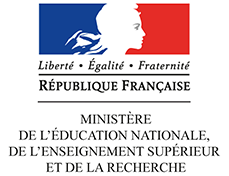 Liberté • Égalité • Fraternité
RÉPUBLIQUE FRANÇAISE
MINISTÈRE
DE L'ÉDUCATION NATIONALE,
DE L'ENSEIGNEMENT SUPÉRIEUR
ET DE LA RECHERCHE